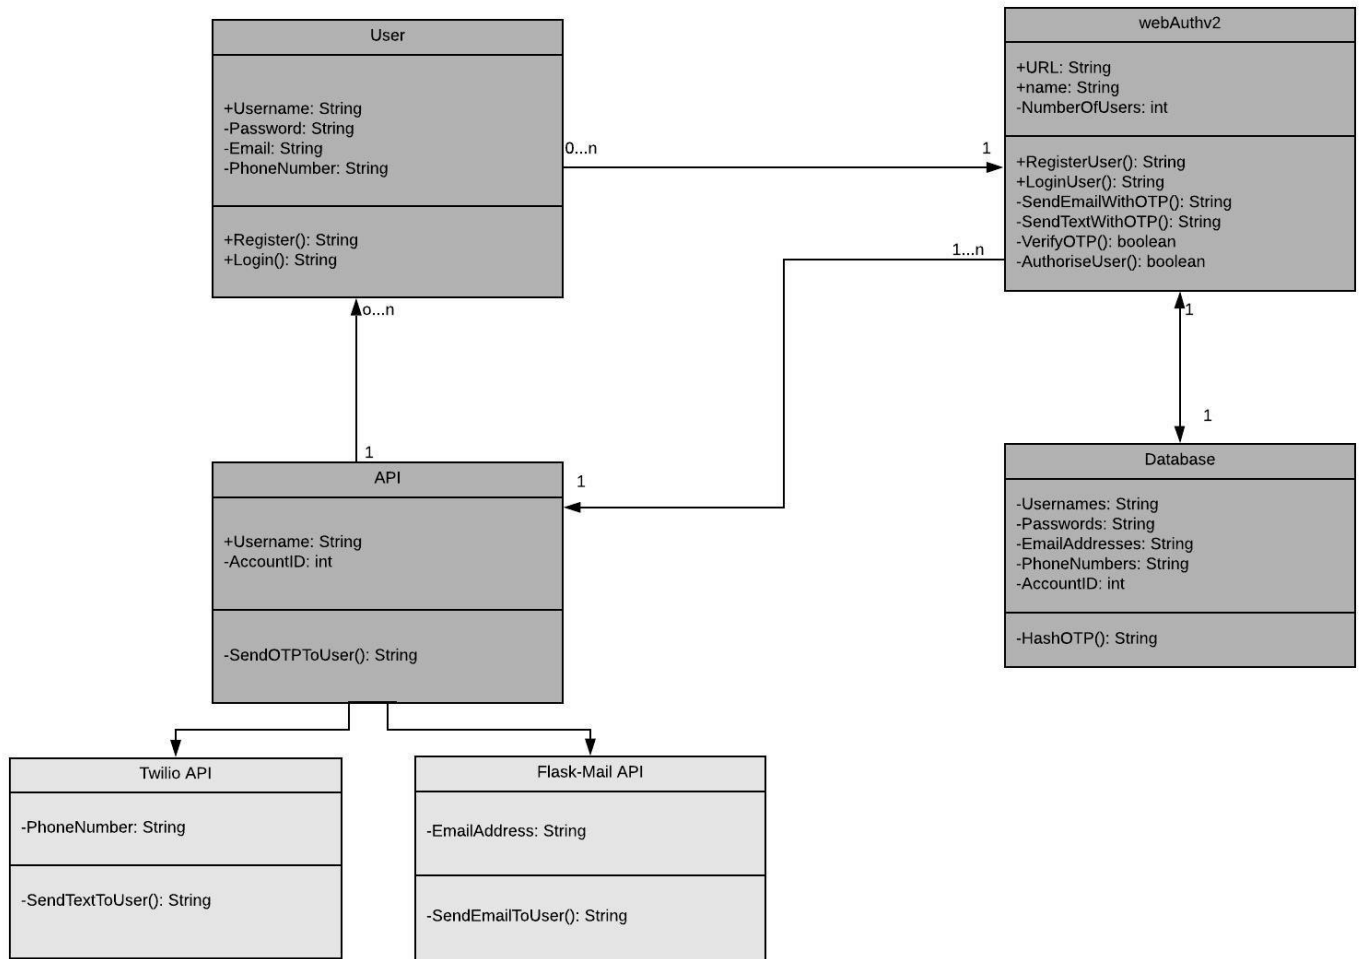 User
+Username: String
-Password: String
-Email: String
-PhoneNumber: String
+Register(): String
+Login(): String
0...n
1
webAuthv2
+URL: String
+name: String
-NumberOfUsers: int
+RegisterUser(): String
+LoginUser(): String
-SendEmailWithOTP(): String
-SendTextWithOTP(): String
-VerifyOTP(): boolean
-AuthoriseUser(): boolean
1...n
1
o...n
1
1
1
API
+Username: String
-AccountID: int
-SendOTPToUser(): String
Database
-Usernames: String
-Passwords: String
-EmailAddresses: String
-PhoneNumbers: String
-AccountID: int
-HashOTP(): String
Twilio API
-PhoneNumber: String
-SendTextToUser(): String
Flask-Mail API
-EmailAddress: String
-SendEmailToUser(): String